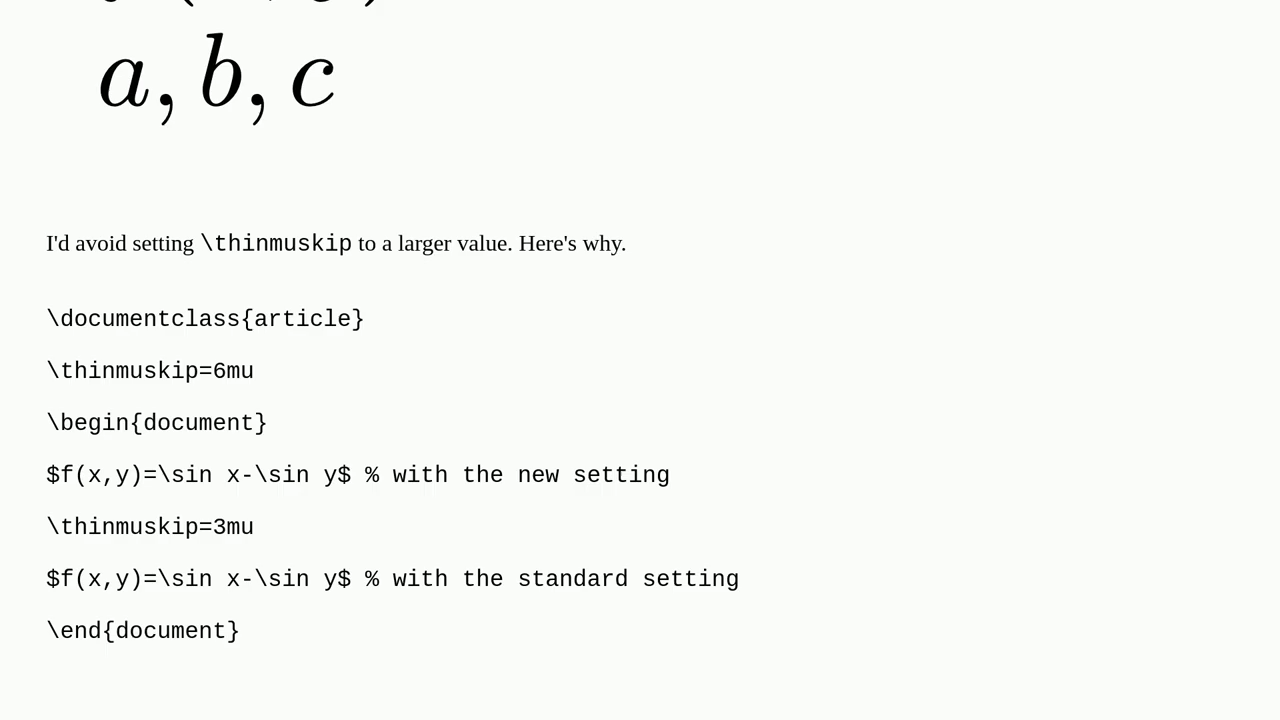 a, b, c
I'd avoid setting \thinmuskip to a larger value. Here's why.
\documentclass{article}
\thinmuskip=6mu
\begin{document}
$f(x,y)=\sin x-\sin y$ % with the new setting
\thinmuskip=3mu
$f(x,y)=\sin x-\sin y$ % with the standard setting
\end{document}